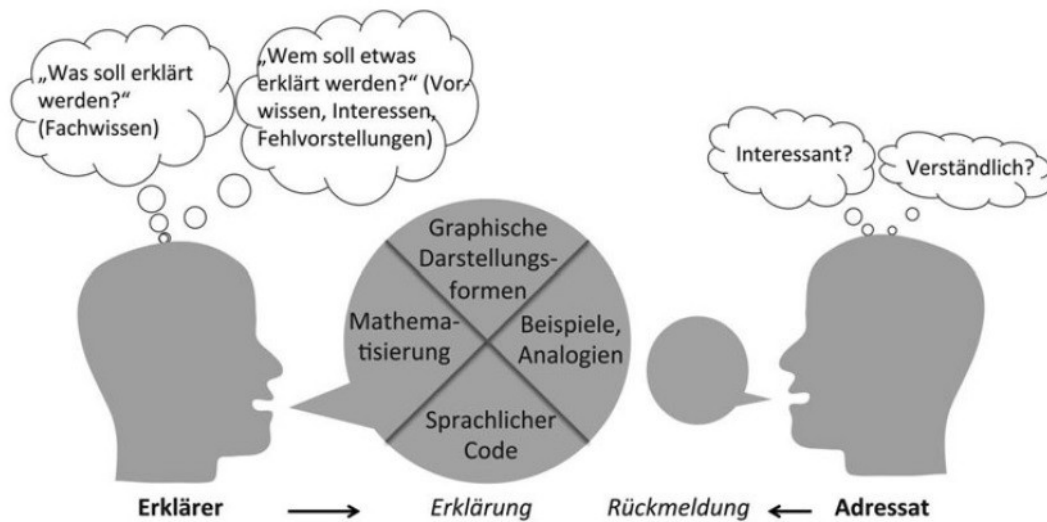 „Was soll erklärt
werden?“
(Fachwissen)
„Wem soll etwas
erklärt werden?“ (Vor-
wissen, Interessen,
Fehlvorstellungen)
Interessant?
Verständlich?
Graphische
Darstellungs-
formen
Mathema-
tisierung
Beispiele,
Analogien
Sprachlicher
Code
Erklärer
Erklärung
Rückmeldung
Adressat